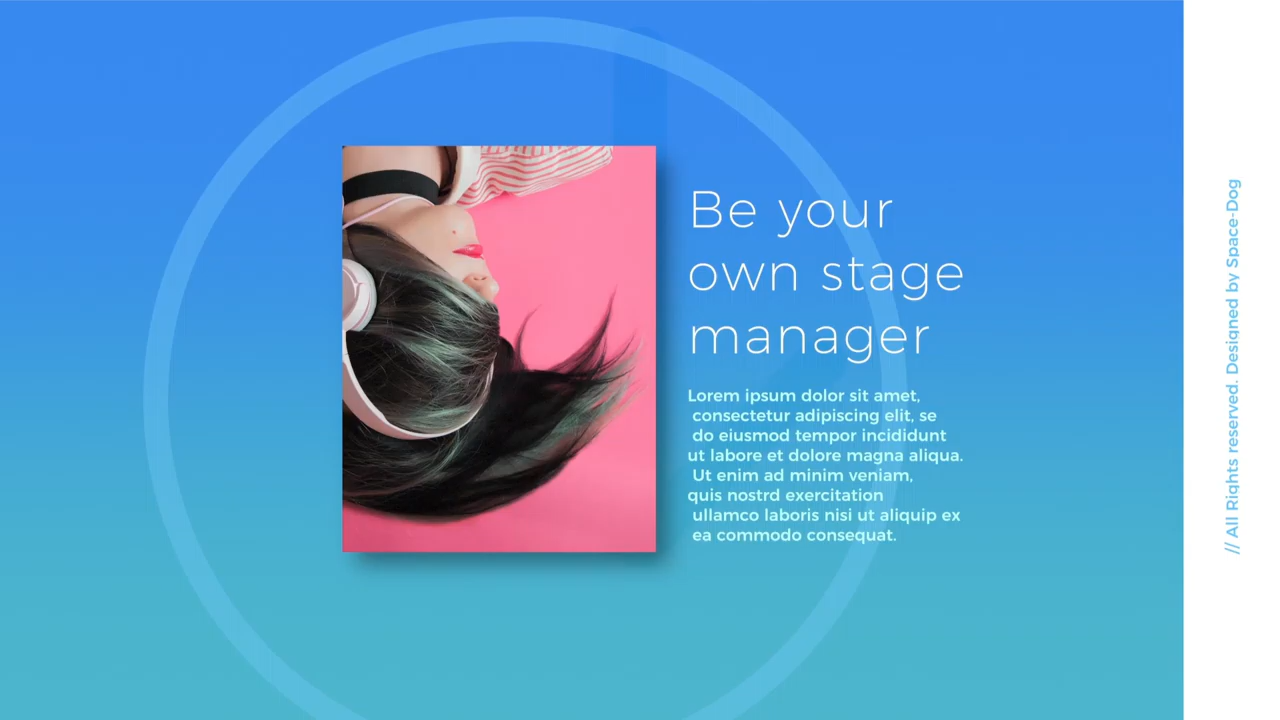 Be your
own stage
manager
Lorem ipsum dolor sit amet,
consectetur adipiscing elit, se
do eiusmod tempor incididunt
ut labore et dolore magna aliqua.
Ut enim ad minim veniam,
quis nostrd exercitation
ullamco laboris nisi ut aliquip ex
ea commodo consequat.
// All Rights reserved. Designed by Space-Dog